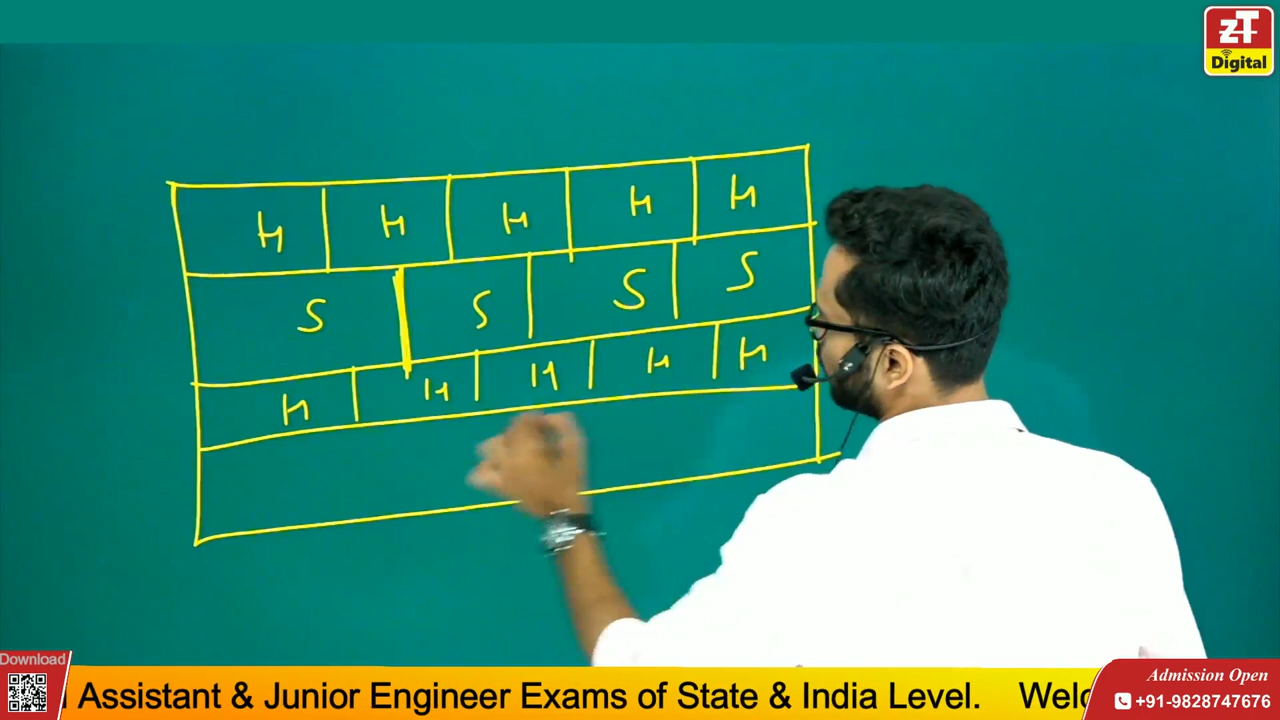 ZT
Digital
H H H H H
S S S S
H H H H H
Download
Assistant & Junior Engineer Exams of State & India Level. Welc
Admission Open
+91-9828747676